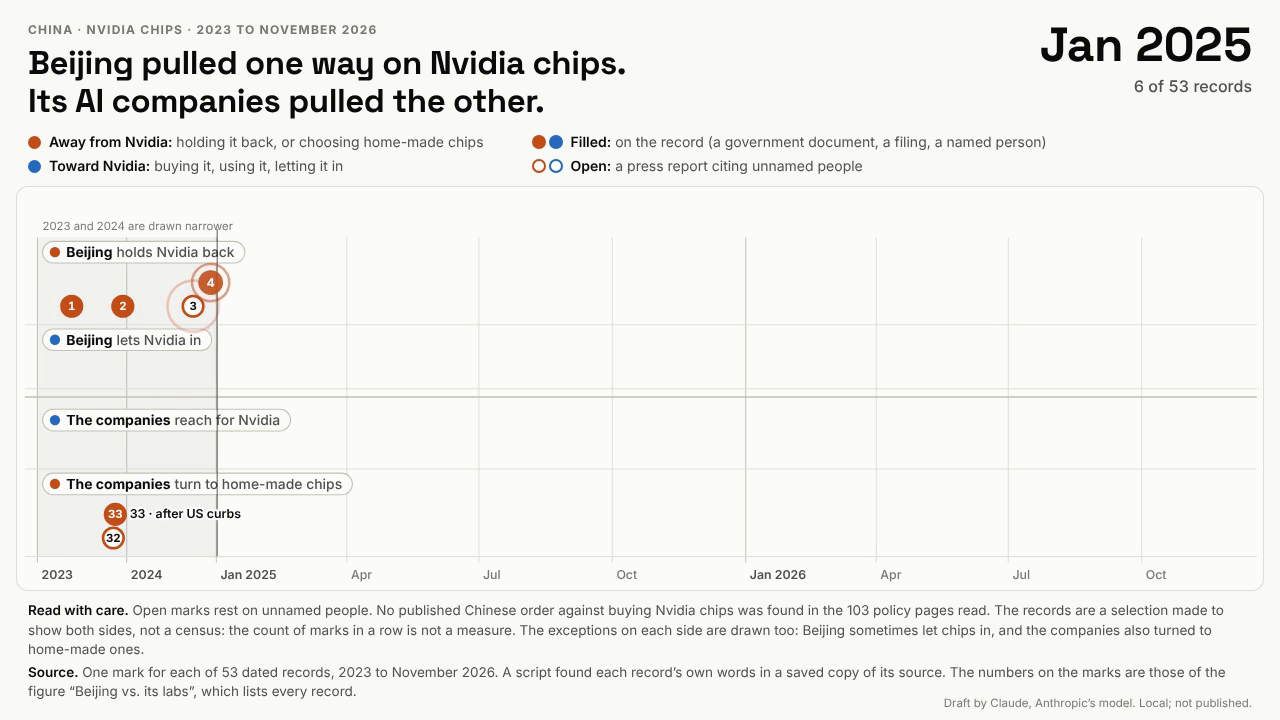 CHINA · NVIDIA CHIPS · 2023 TO NOVEMBER 2026
Beijing pulled one way on Nvidia chips.
Its AI companies pulled the other.
Jan 2025
6 of 53 records
Away from Nvidia: holding it back, or choosing home-made chips
Toward Nvidia: buying it, using it, letting it in
Filled: on the record (a government document, a filing, a named person)
Open: a press report citing unnamed people
2023 and 2024 are drawn narrower
Beijing holds Nvidia back
4
1
2
3
Beijing lets Nvidia in
The companies reach for Nvidia
The companies turn to home-made chips
33
33 · after US curbs
32
2023
2024
Jan 2025
Apr
Jul
Oct
Jan 2026
Apr
Jul
Oct
Read with care. Open marks rest on unnamed people. No published Chinese order against buying Nvidia chips was found in the 103 policy pages read. The records are a selection made to
show both sides, not a census: the count of marks in a row is not a measure. The exceptions on each side are drawn too: Beijing sometimes let chips in, and the companies also turned to
home-made ones.
Source. One mark for each of 53 dated records, 2023 to November 2026. A script found each record's own words in a saved copy of its source. The numbers on the marks are those of the
figure “Beijing vs. its labs”, which lists every record.
Draft by Claude, Anthropic's model. Local; not published.